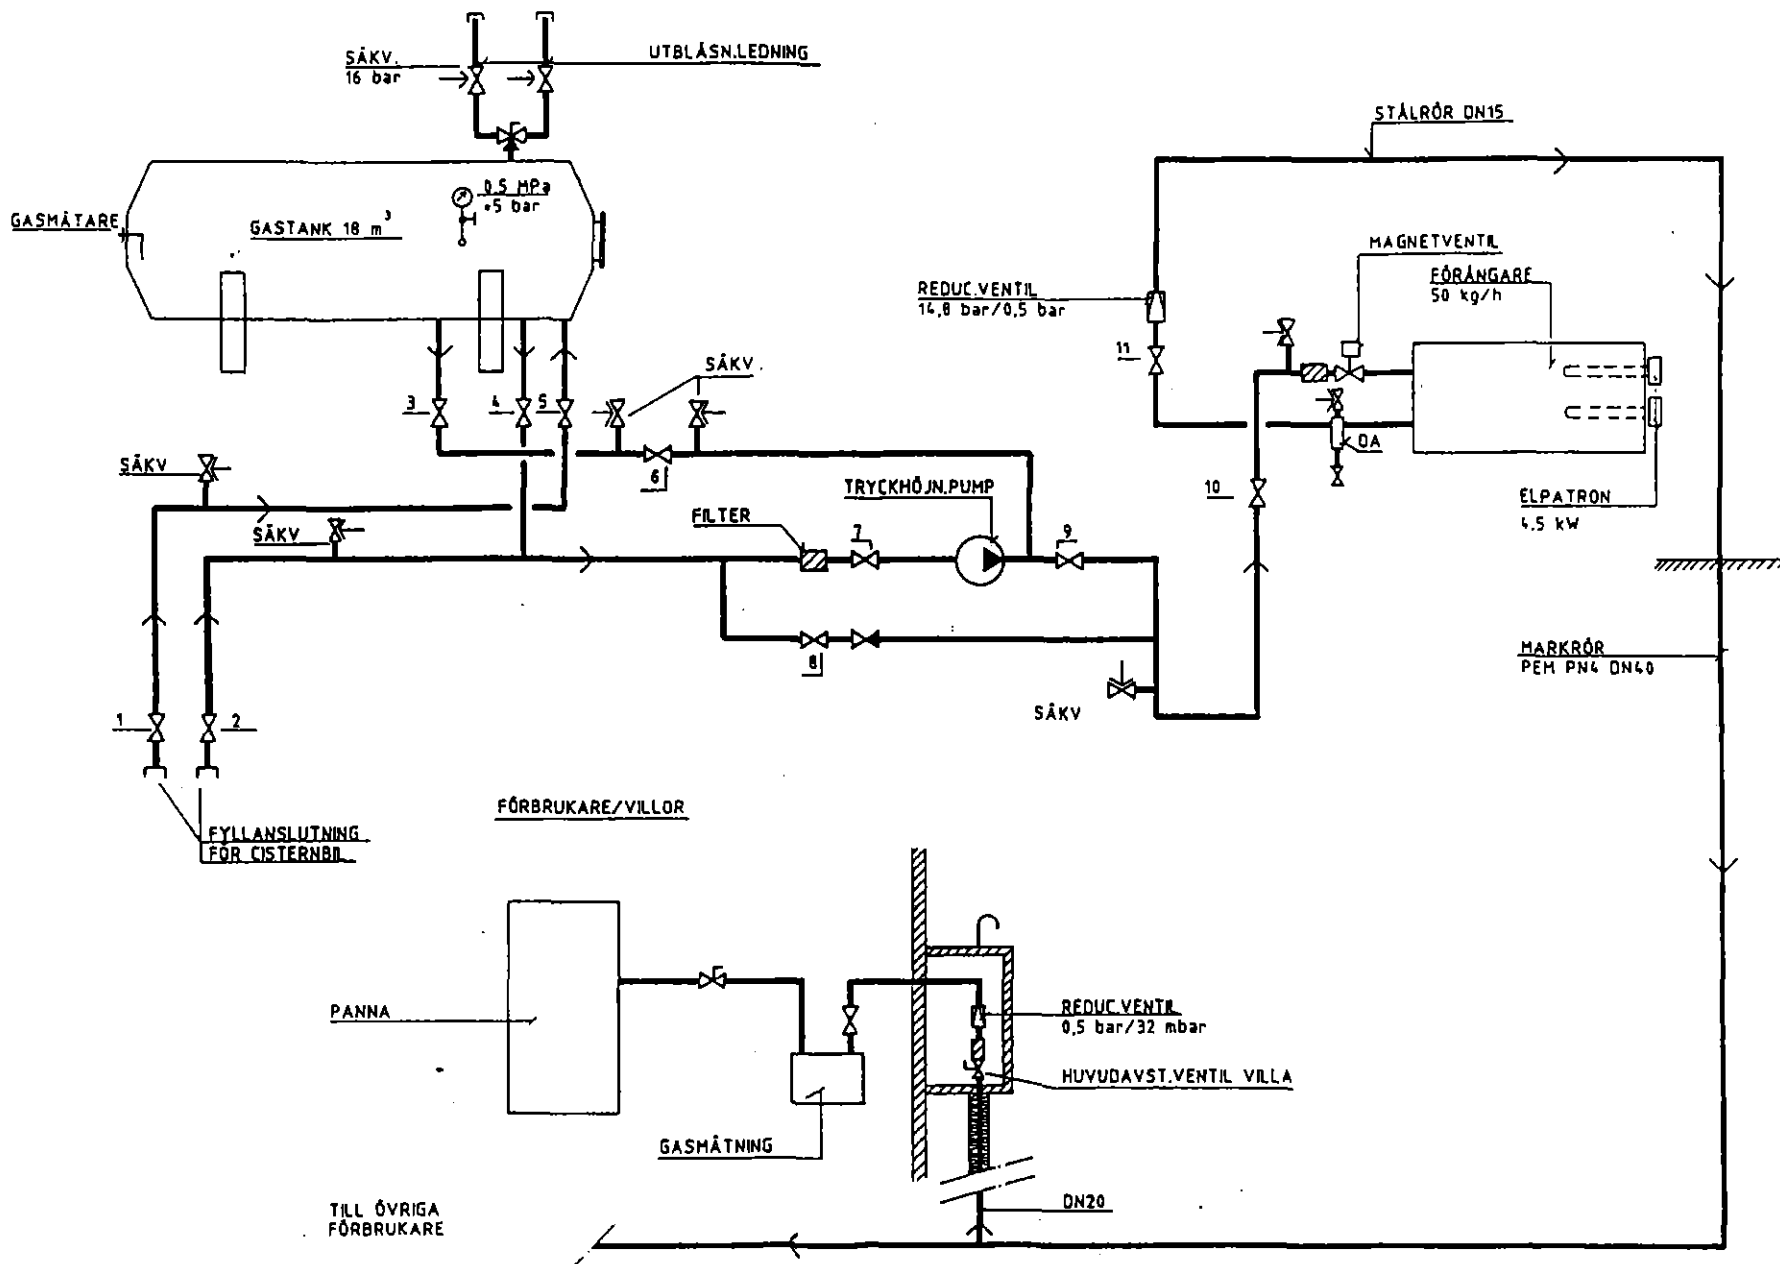 SÄKV.
16 bar
UTBLÅSN.LEDNING
STÅLRÖR DN15
GASMÄTARE
GASTANK 18 m³
0.5 MPa
=5 bar
MAGNETVENTIL
FÖRÅNGARE
50 kg/h
REDUC.VENTIL
14,8 bar/0,5 bar
11
3
4
5
SÄKV.
6
SÄKV
SÄKV
FILTER
7
TRYCKHÖJN.PUMP
9
10
OA
ELPATRON
4.5 kW
8
SÄKV
MARKRÖR
PEM PN4 DN40
1
2
FYLLANSLUTNING
FÖR CISTERNBIL
FÖRBRUKARE/VILLOR
PANNA
REDUC.VENTIL
0,5 bar/32 mbar
HUVUDAVST.VENTIL VILLA
GASMÄTNING
DN20
TILL ÖVRIGA
FÖRBRUKARE